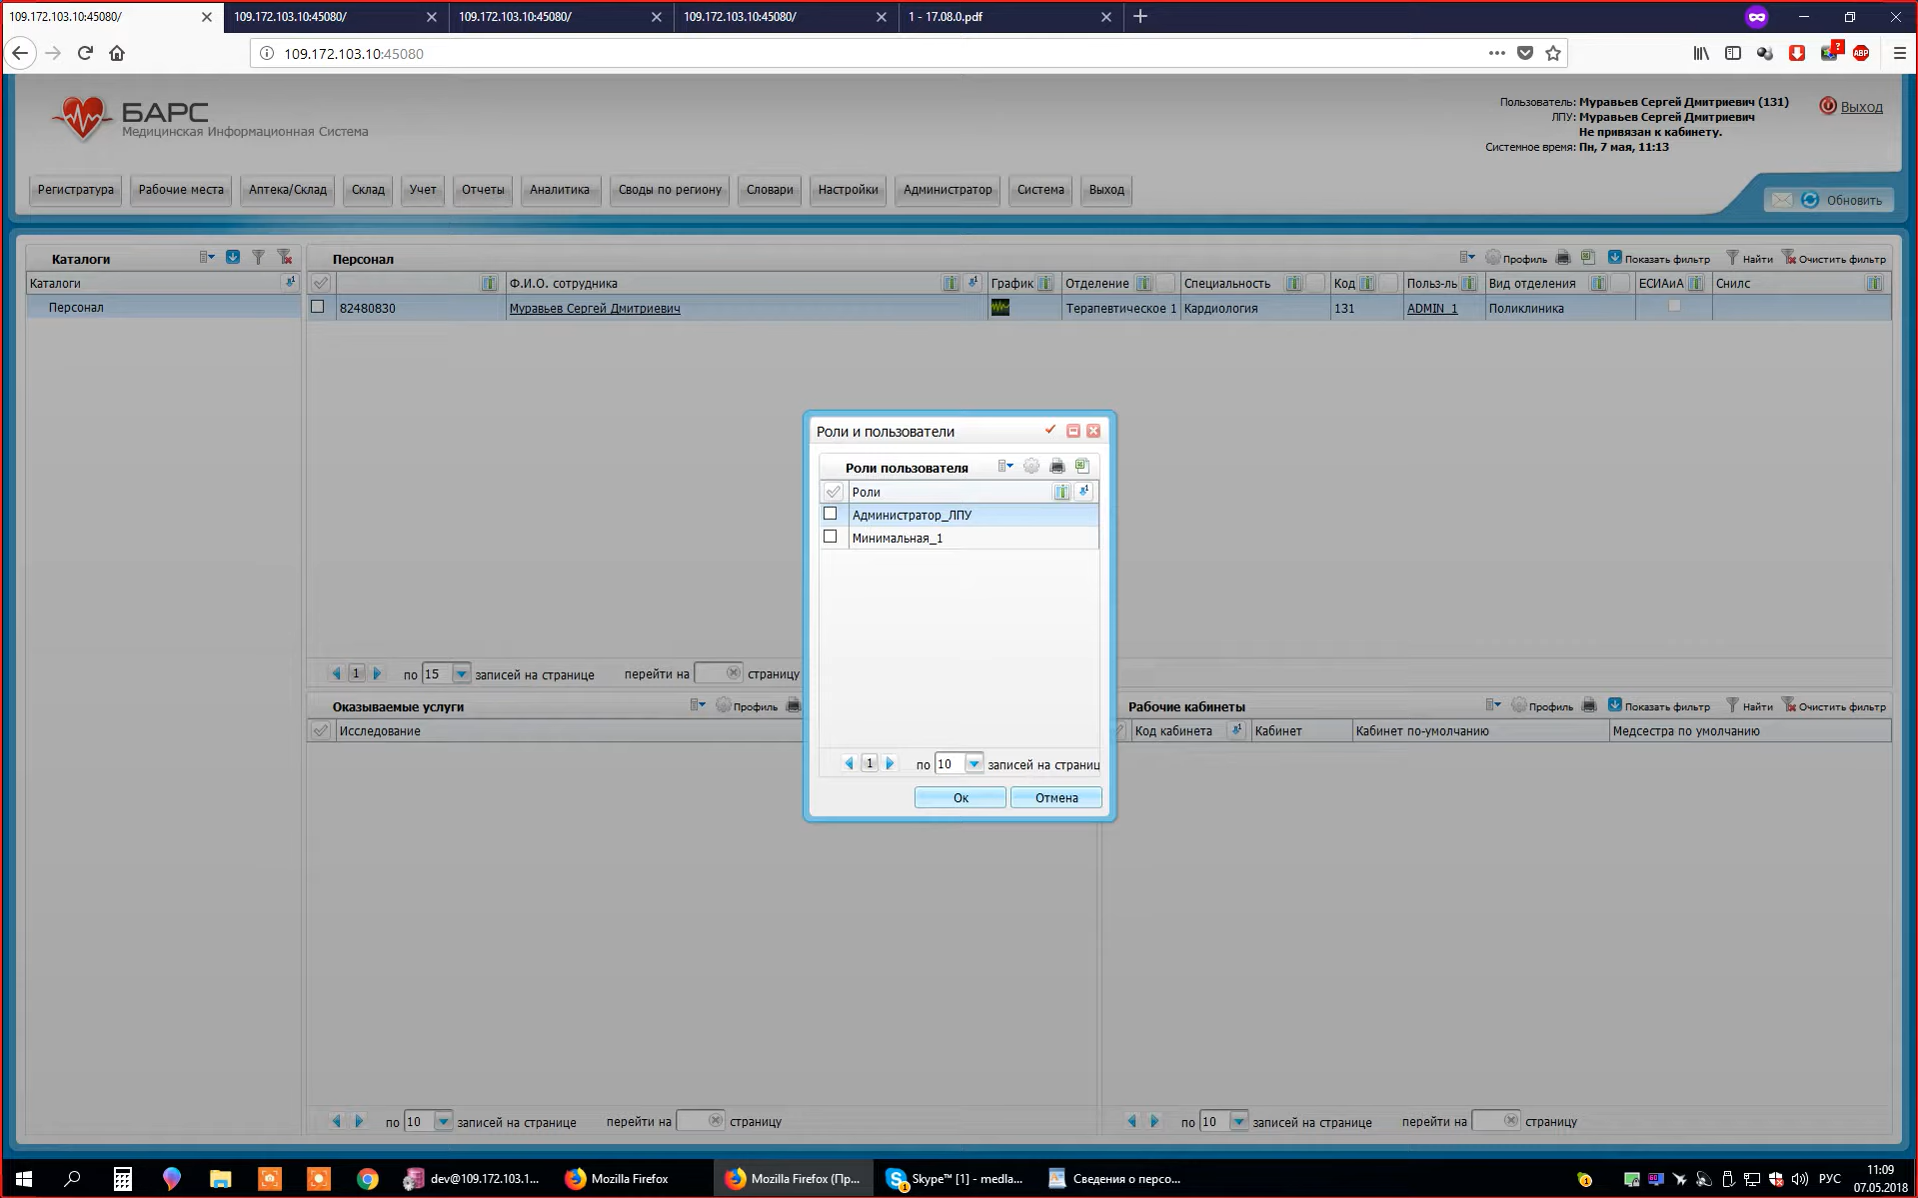 109.172.103.10:45080/
109.172.103.10:45080/
109.172.103.10:45080/
109.172.103.10:45080/
1 - 17.08.0.pdf
109.172.103.10:45080
ABP
БАРС
Медицинская Информационная Система
Пользователь: Муравьев Сергей Дмитриевич (131)
ЛПУ: Муравьев Сергей Дмитриевич
Не привязан к кабинету.
Системное время: Пн, 7 мая, 11:13
Выход
Регистратура Рабочие места Аптека/Склад Склад Учет Отчеты Аналитика Своды по региону Словари Настройки Администратор Система Выход
Обновить
Каталоги
Каталоги
Персонал
Персонал
Профиль Показать фильтр Найти Очистить фильтр
Ф.И.О. сотрудника График Отделение Специальность Код Польз-ль Вид отделения ЕСИАиА Снилс
82480830 Муравьев Сергей Дмитриевич Терапевтическое 1 Кардиология 131 ADMIN_1 Поликлиника
1 по 15 записей на странице перейти на страницу
Роли и пользователи
Роли пользователя
Роли
Администратор_ЛПУ
Минимальная_1
1 по 10 записей на страниц
Ок Отмена
Оказываемые услуги
Профиль
Исследование
по 10 записей на странице перейти на страницу
Рабочие кабинеты
Профиль Показать фильтр Найти Очистить фильтр
Код кабинета Кабинет Кабинет по-умолчанию Медсестра по умолчанию
по 10 записей на странице перейти на страницу
dev@109.172.103.1...
Mozilla Firefox
Mozilla Firefox (Пр...
Skype™ [1] - medla...
Сведения о персо...
РУС
11:09
07.05.2018